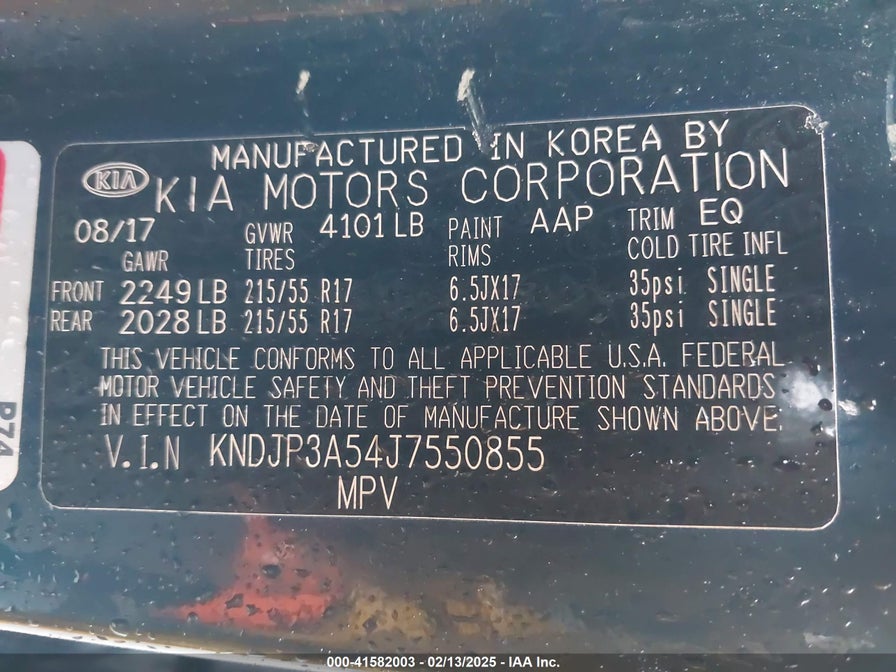 MANUFACTURED IN KOREA BY
KIA KIA MOTORS CORPORATION
08/17 GVWR 4101 LB PAINT AAP TRIM EQ
GAWR TIRES RIMS COLD TIRE INFL
FRONT 2249 LB 215/55 R17 6.5JX17 35psi SINGLE
REAR 2028 LB 215/55 R17 6.5JX17 35psi SINGLE
THIS VEHICLE CONFORMS TO ALL APPLICABLE U.S.A. FEDERAL
MOTOR VEHICLE SAFETY AND THEFT PREVENTION STANDARDS
IN EFFECT ON THE DATE OF MANUFACTURE SHOWN ABOVE.
V.I.N KNDJP3A54J7550855
MPV
P74
000-41582003 - 02/13/2025 - IAA Inc.